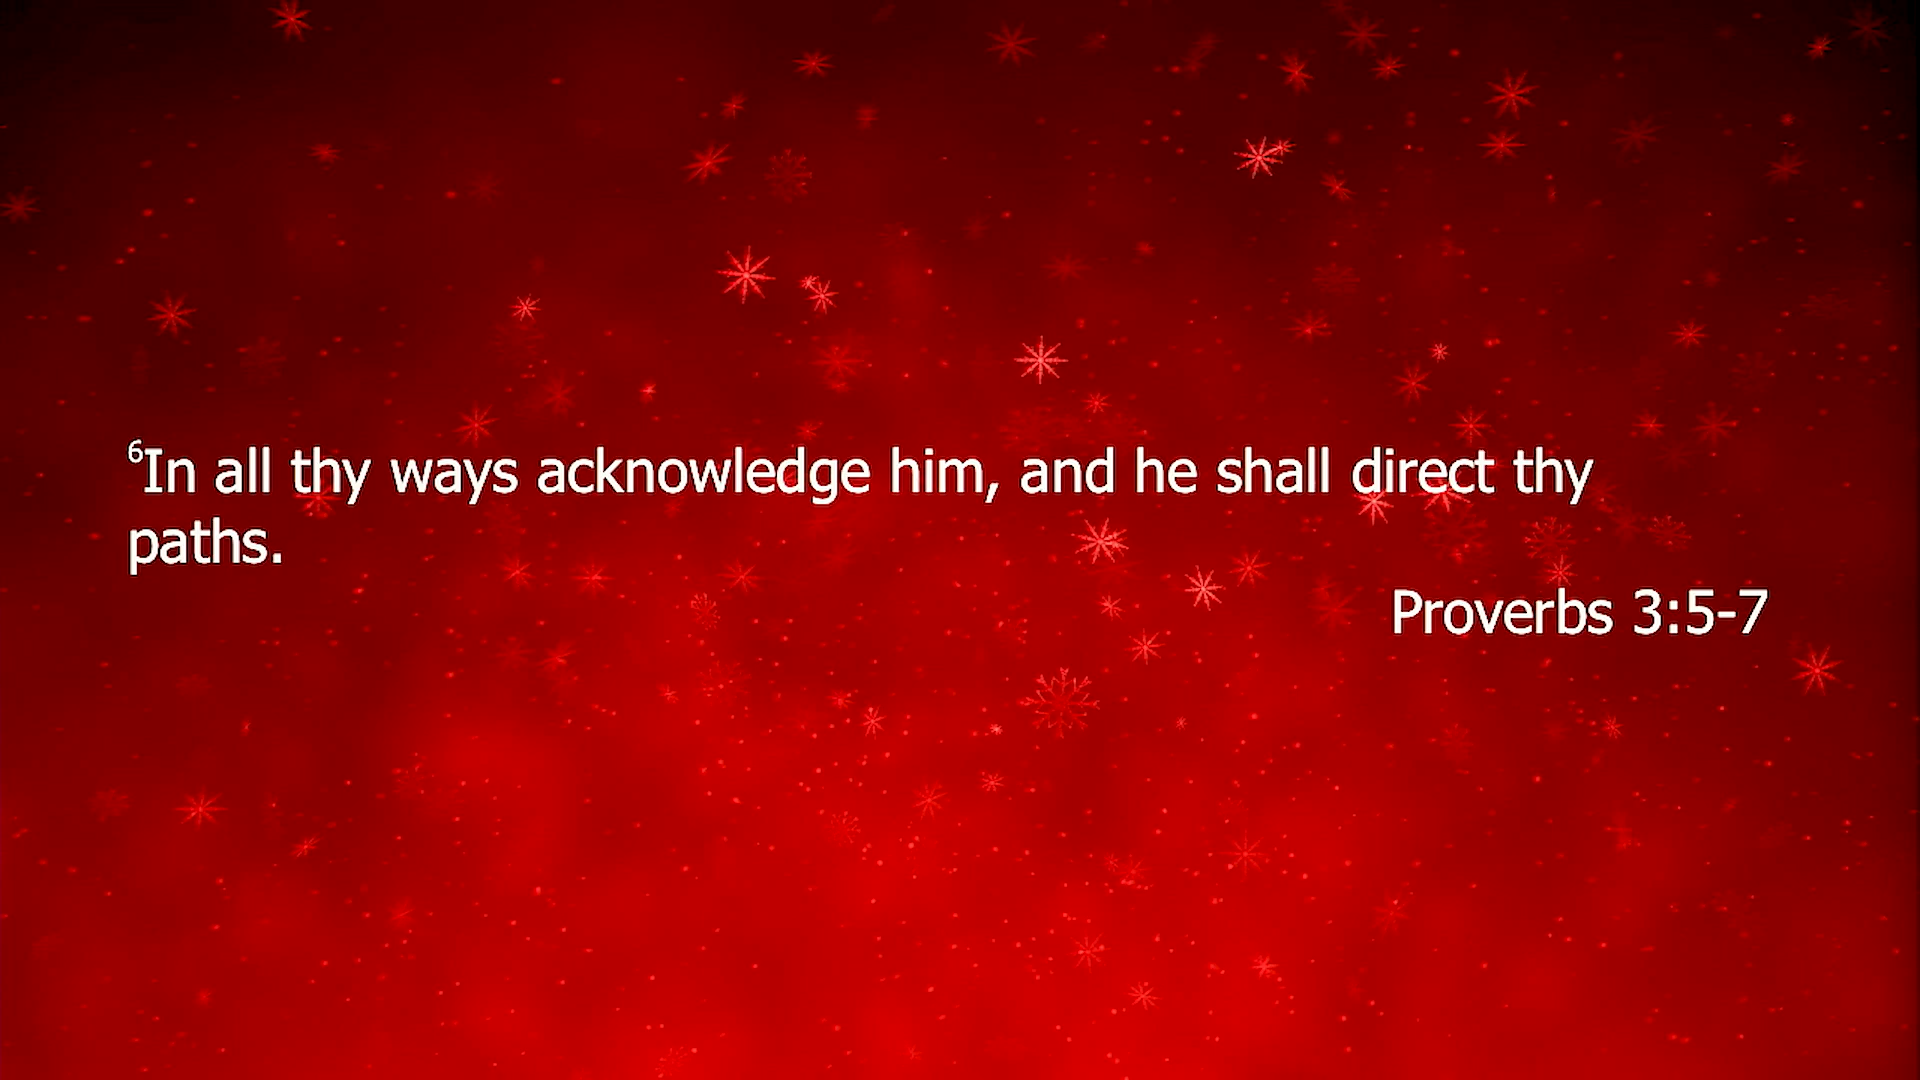 ⁶In all thy ways acknowledge him, and he shall direct thy
paths.
Proverbs 3:5-7